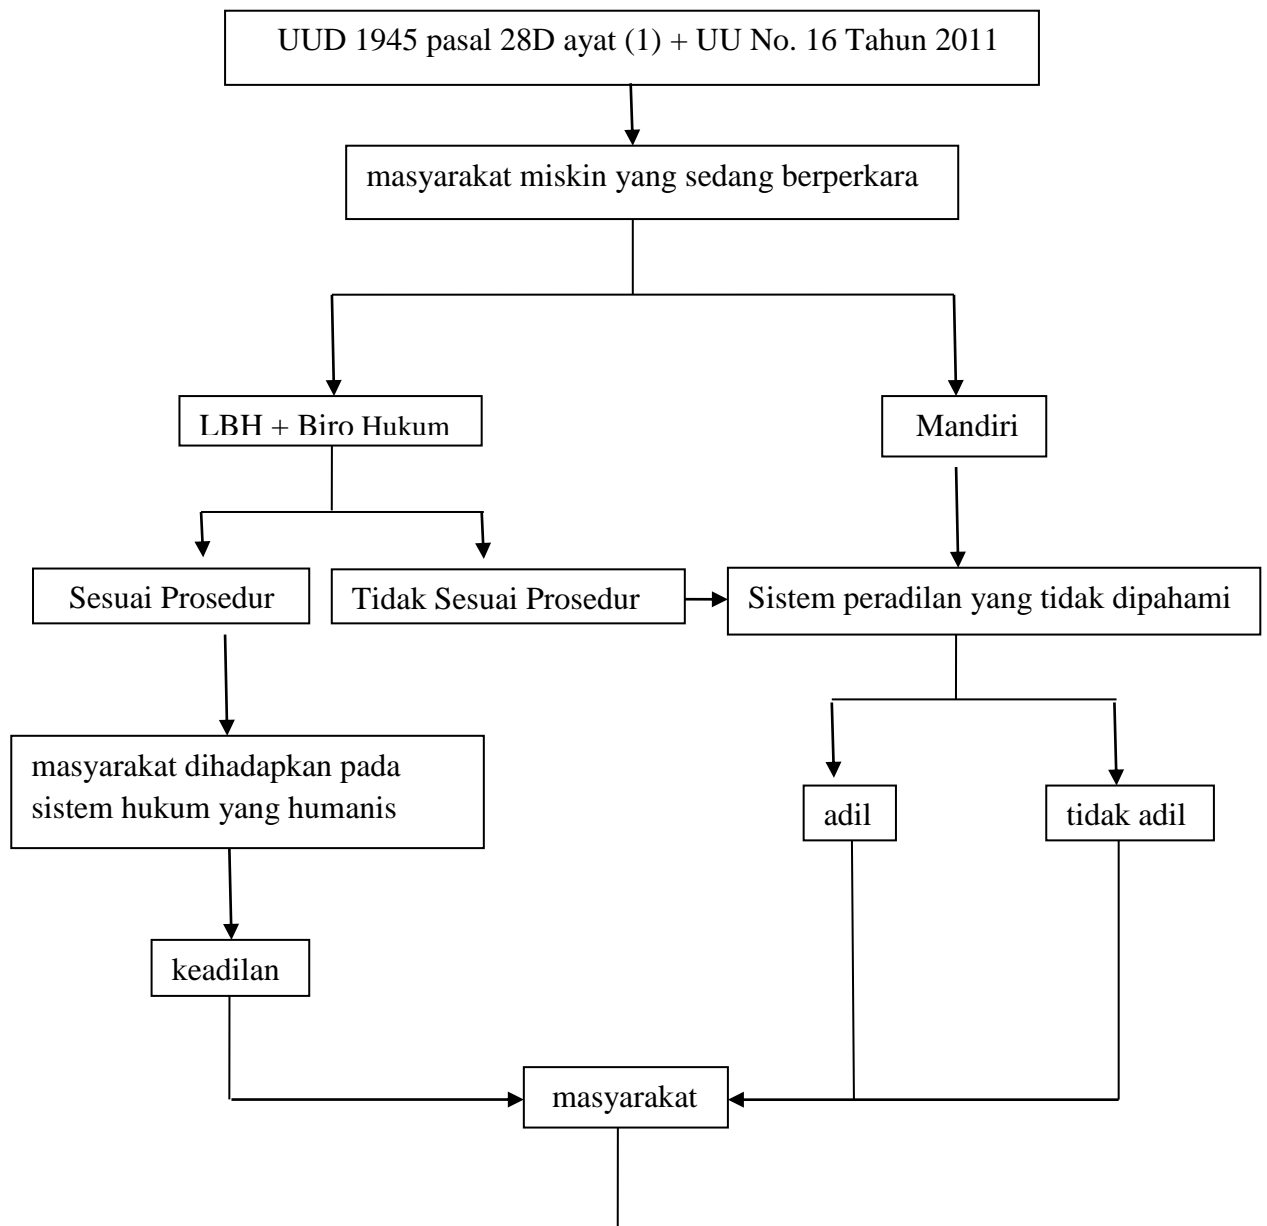 UUD 1945 pasal 28D ayat (1) + UU No. 16 Tahun 2011
masyarakat miskin yang sedang berperkara
LBH + Biro Hukum
Mandiri
Sesuai Prosedur
Tidak Sesuai Prosedur
Sistem peradilan yang tidak dipahami
masyarakat dihadapkan pada
sistem hukum yang humanis
adil
tidak adil
keadilan
masyarakat